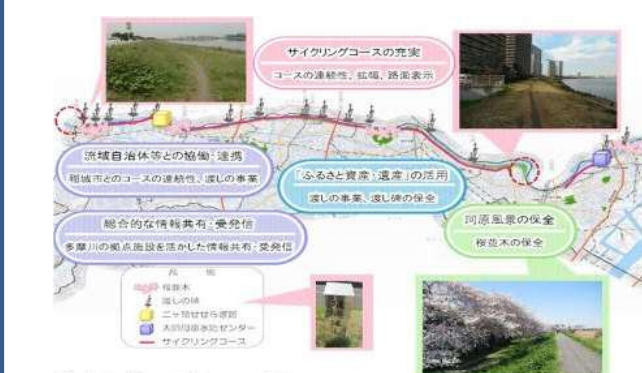 サイクリングコースの充実
コースの連続性、拡幅、路面表示
流域自治体等との協働・連携
稲城市とのコースの連続性、渡しの事業
「ふるさと資産・遺産」の活用
渡しの事業、渡し碑の保全
総合的な情報共有・受発信
多摩川の拠点施設を活かした情報共有・受発信
河原風景の保全
桜並木の保全
凡 例
桜並木
渡しの碑
二ヶ領せせらぎ館
大師河原水防センター
サイクリングコース